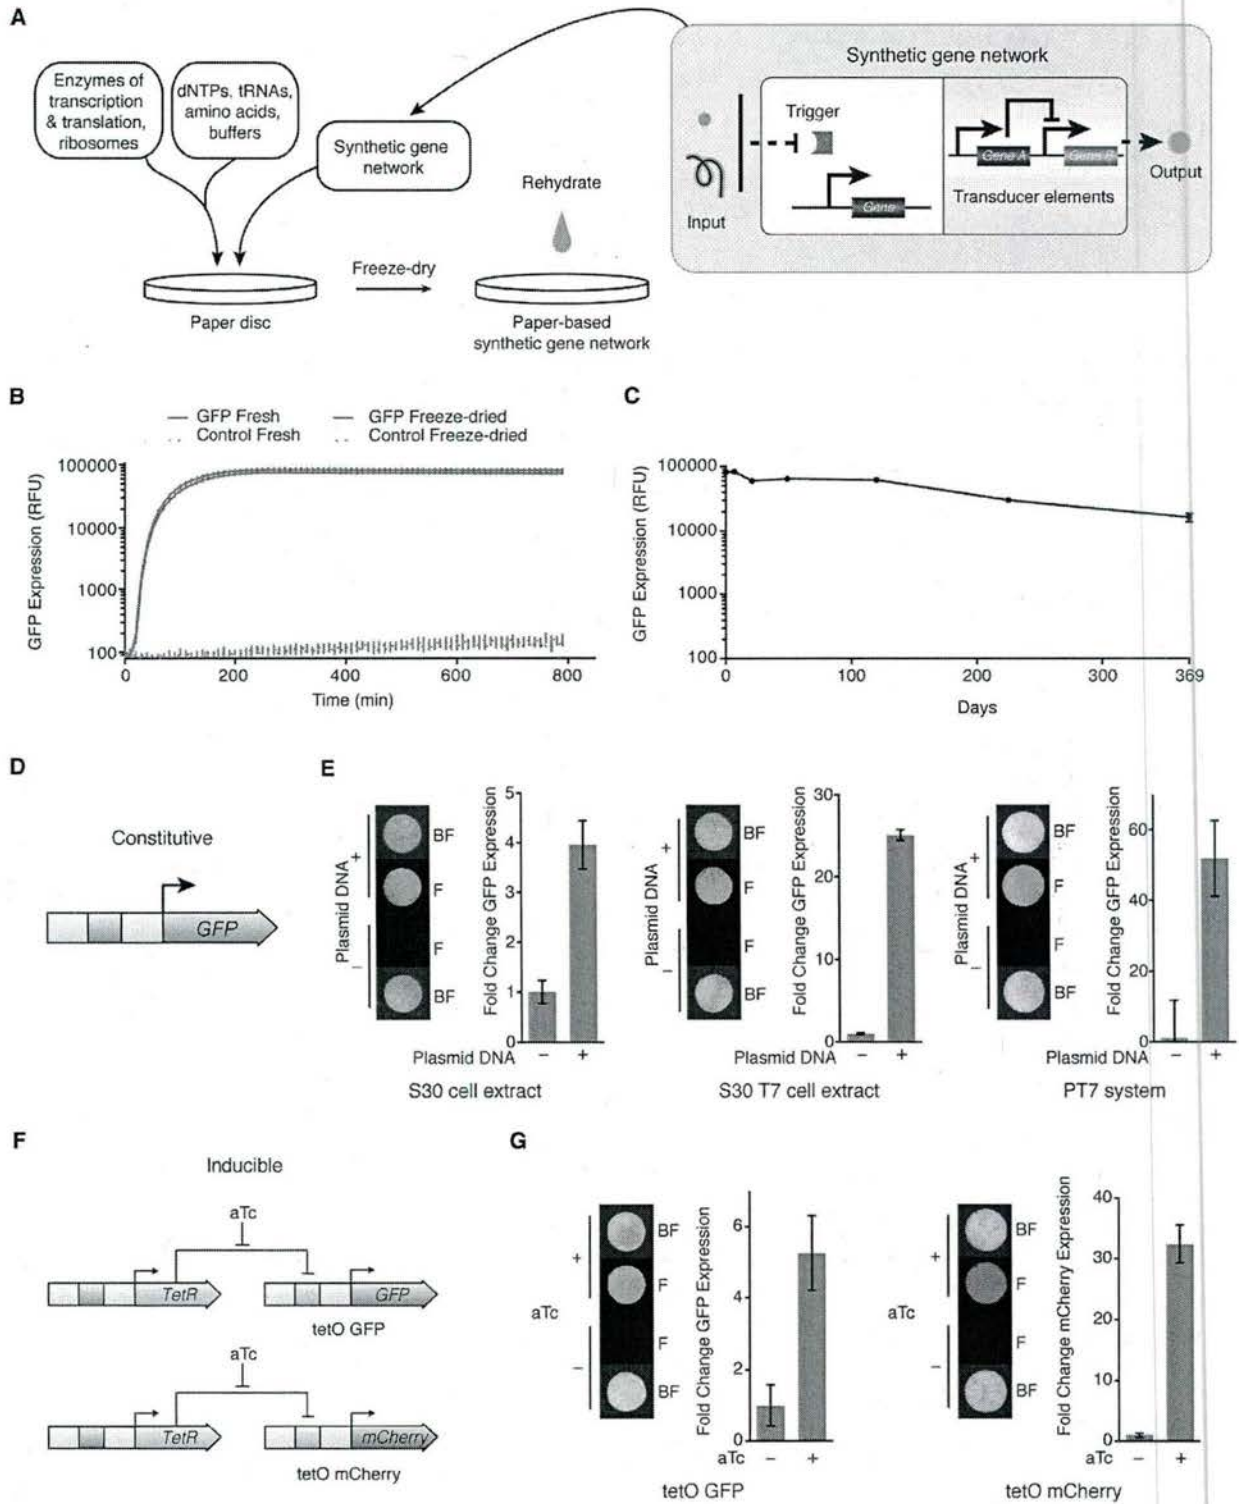 A
Enzymes of
transcription
& translation,
ribosomes
dNTPs, tRNAs,
amino acids,
buffers
Synthetic gene
network
Rehydrate
Freeze-dry
Paper disc
Paper-based
synthetic gene network
Synthetic gene network
Trigger
Gene
Input
Gene A
Gene B
Transducer elements
Output
B
GFP Fresh
GFP Freeze-dried
Control Fresh
Control Freeze-dried
GFP Expression (RFU)
100000
10000
1000
100
0
200
400
600
800
Time (min)
C
GFP Expression (RFU)
100000
10000
1000
100
0
100
200
300
369
Days
D
Constitutive
GFP
E
Plasmid DNA
+
−
BF
F
F
BF
Fold Change GFP Expression
5
4
3
2
1
0
Plasmid DNA − +
S30 cell extract
Plasmid DNA
+
−
BF
F
F
BF
Fold Change GFP Expression
30
20
10
0
Plasmid DNA − +
S30 T7 cell extract
Plasmid DNA
+
−
BF
F
F
BF
Fold Change GFP Expression
60
40
20
0
Plasmid DNA − +
PT7 system
F
Inducible
aTc
TetR
GFP
tetO GFP
aTc
TetR
mCherry
tetO mCherry
G
aTc
+
−
BF
F
F
BF
Fold Change GFP Expression
6
4
2
0
aTc − +
tetO GFP
aTc
+
−
BF
F
F
BF
Fold Change mCherry Expression
40
30
20
10
0
aTc − +
tetO mCherry